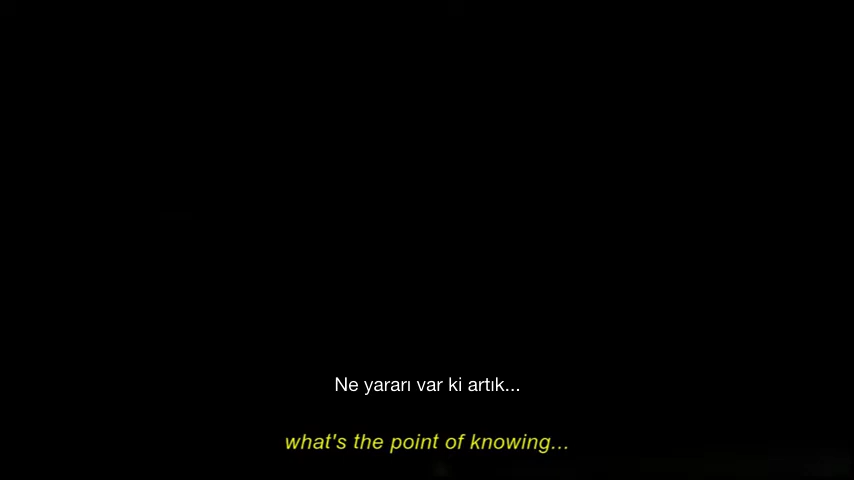 Ne yararı var ki artık...
what's the point of knowing...